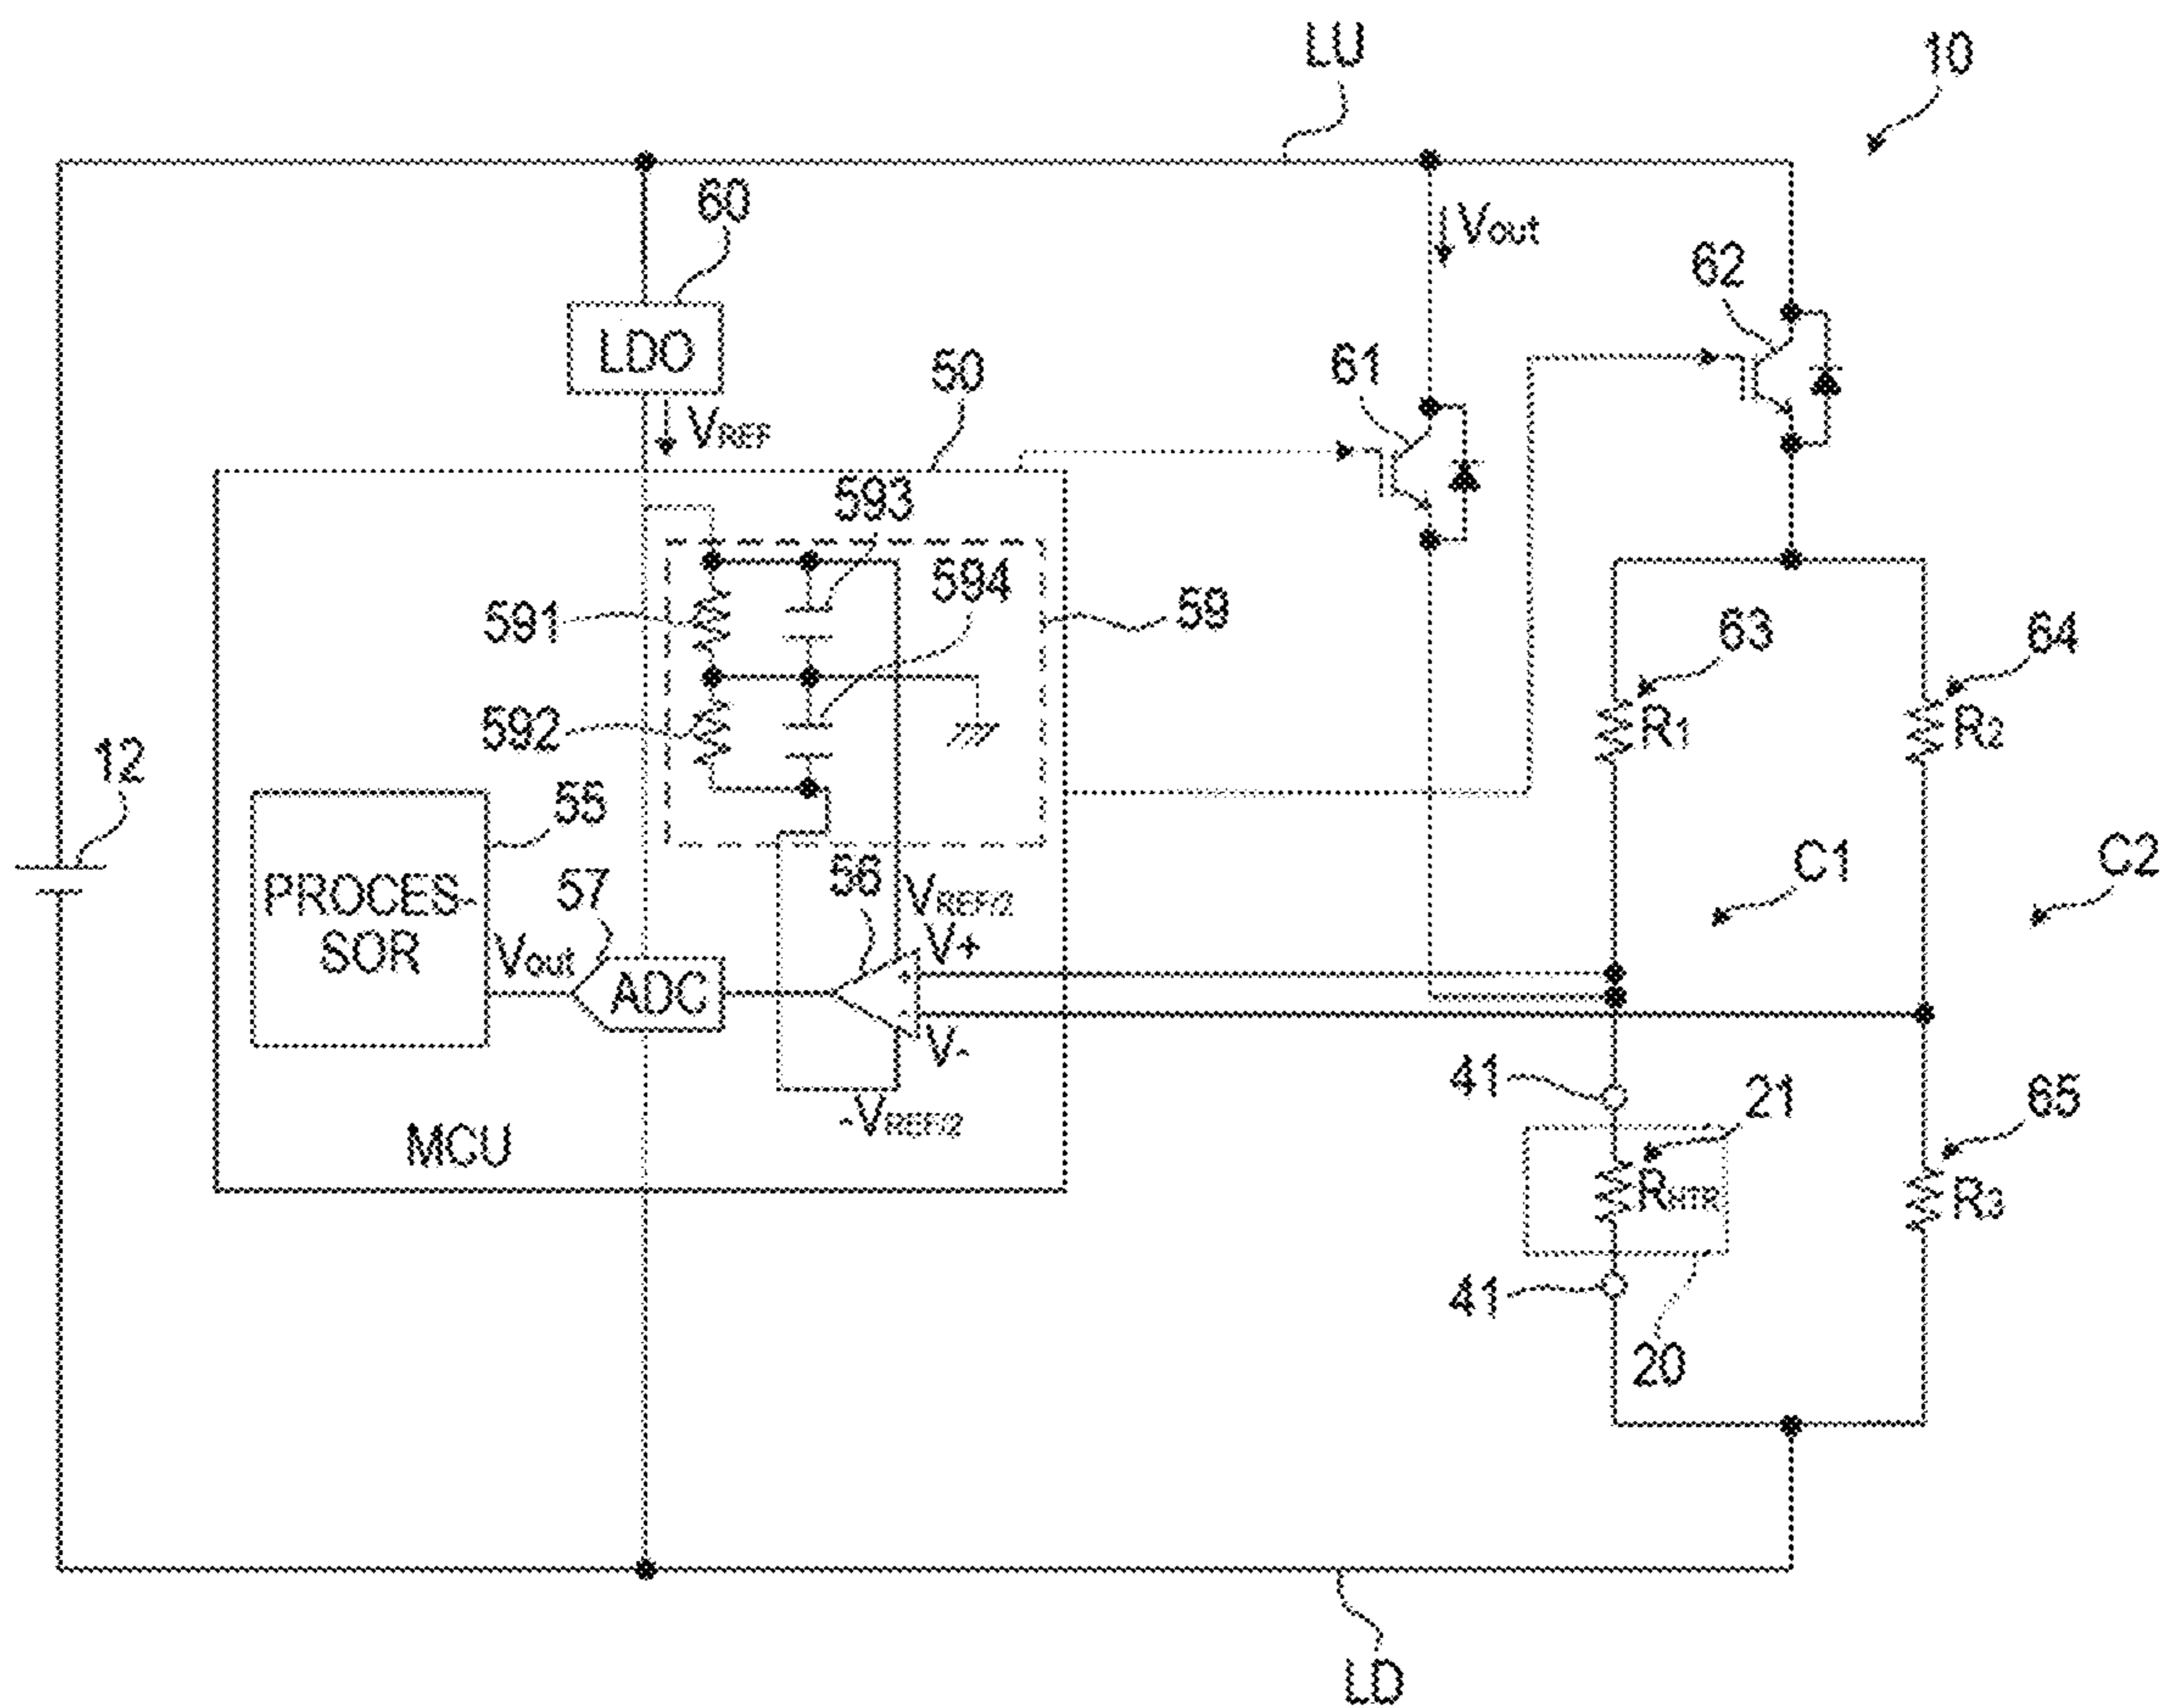 LU
10
60
Vout
62
LDO
50
61
VREF
593
594
591
59
63
64
592
R1
R2
12
55
C1
C2
56
57
PROCES-
SOR
VREF/2
V+
Vout
ADC
V-
41
21
65
-VREF/2
MCU
RHTR
R3
41
20
LD